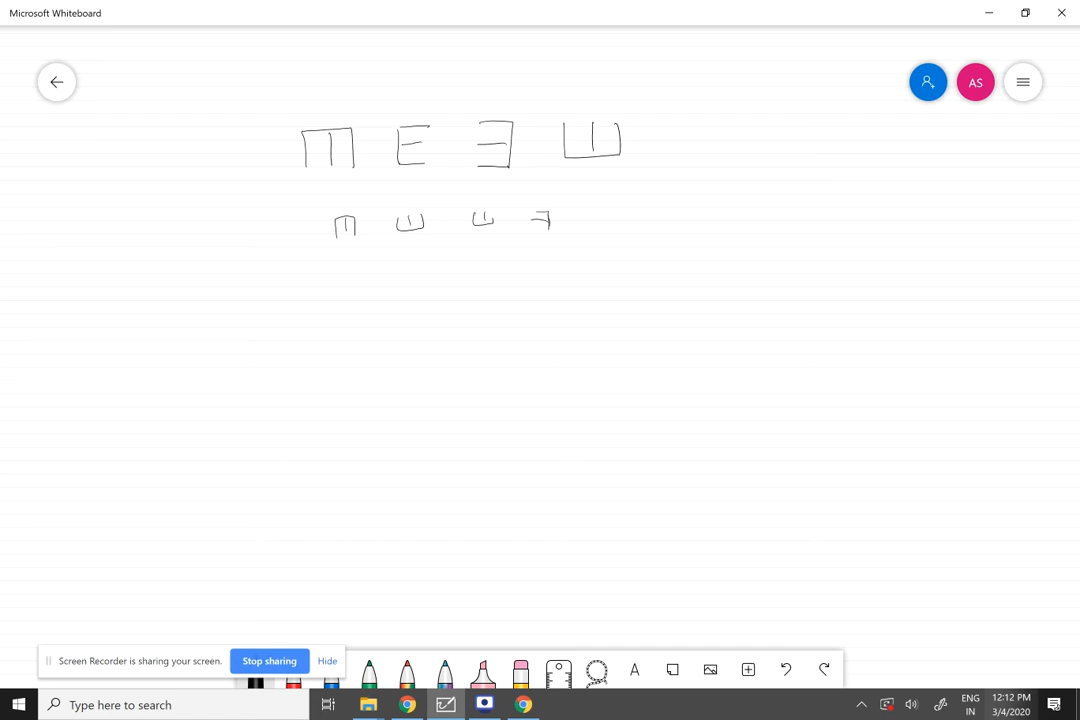 Microsoft Whiteboard
AS
m E Ǝ Ш
m Ш Ш
Screen Recorder is sharing your screen. Stop sharing Hide
A
Type here to search
ENG
IN
12:12 PM
3/4/2020